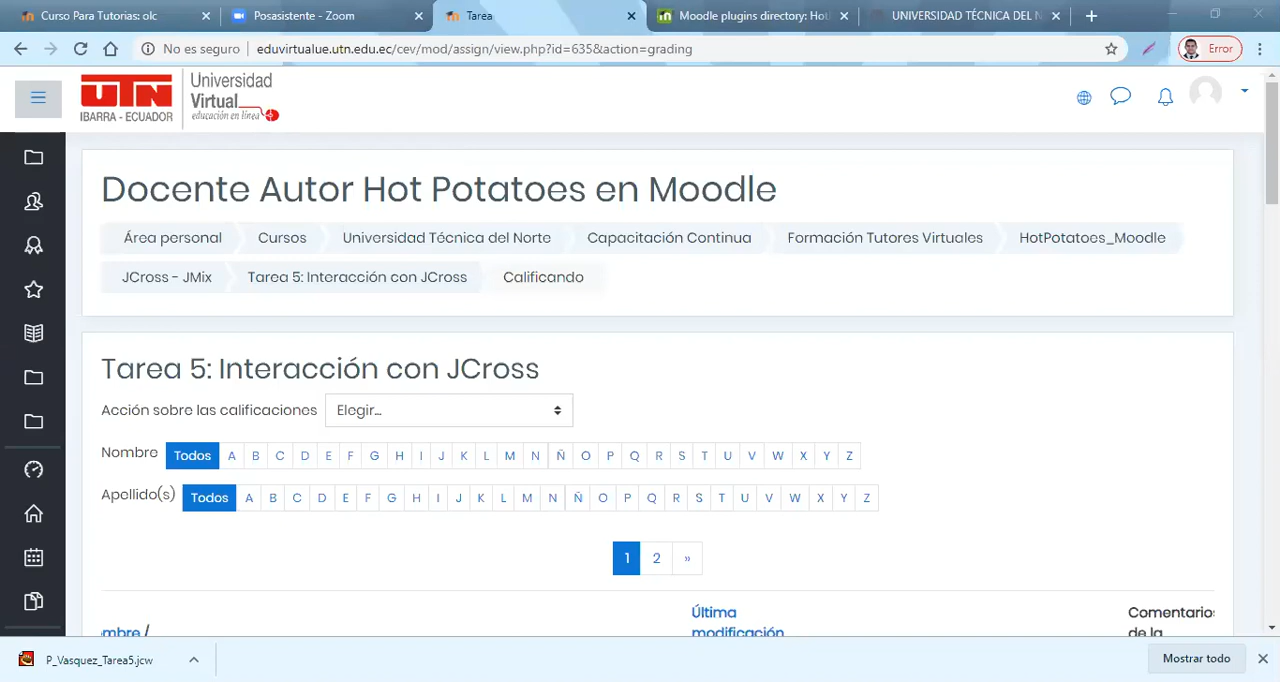 Curso Para Tutorias: olc
Posasistente - Zoom
Tarea
Moodle plugins directory: Hot
UNIVERSIDAD TÉCNICA DEL N
No es seguro
eduvirtualue.utn.edu.ec/cev/mod/assign/view.php?id=635&action=grading
Error
UTN
IBARRA - ECUADOR
Universidad
Virtual
educación en línea
Docente Autor Hot Potatoes en Moodle
Área personal Cursos Universidad Técnica del Norte Capacitación Continua Formación Tutores Virtuales HotPotatoes_Moodle
JCross - JMix Tarea 5: Interacción con JCross Calificando
Tarea 5: Interacción con JCross
Acción sobre las calificaciones Elegir...
Nombre Todos A B C D E F G H I J K L M N Ñ O P Q R S T U V W X Y Z
Apellido(s) Todos A B C D E F G H I J K L M N Ñ O P Q R S T U V W X Y Z
1 2 »
Última
modificación
Comentario
de la
mbre /
P_Vasquez_Tarea5.jcw
Mostrar todo